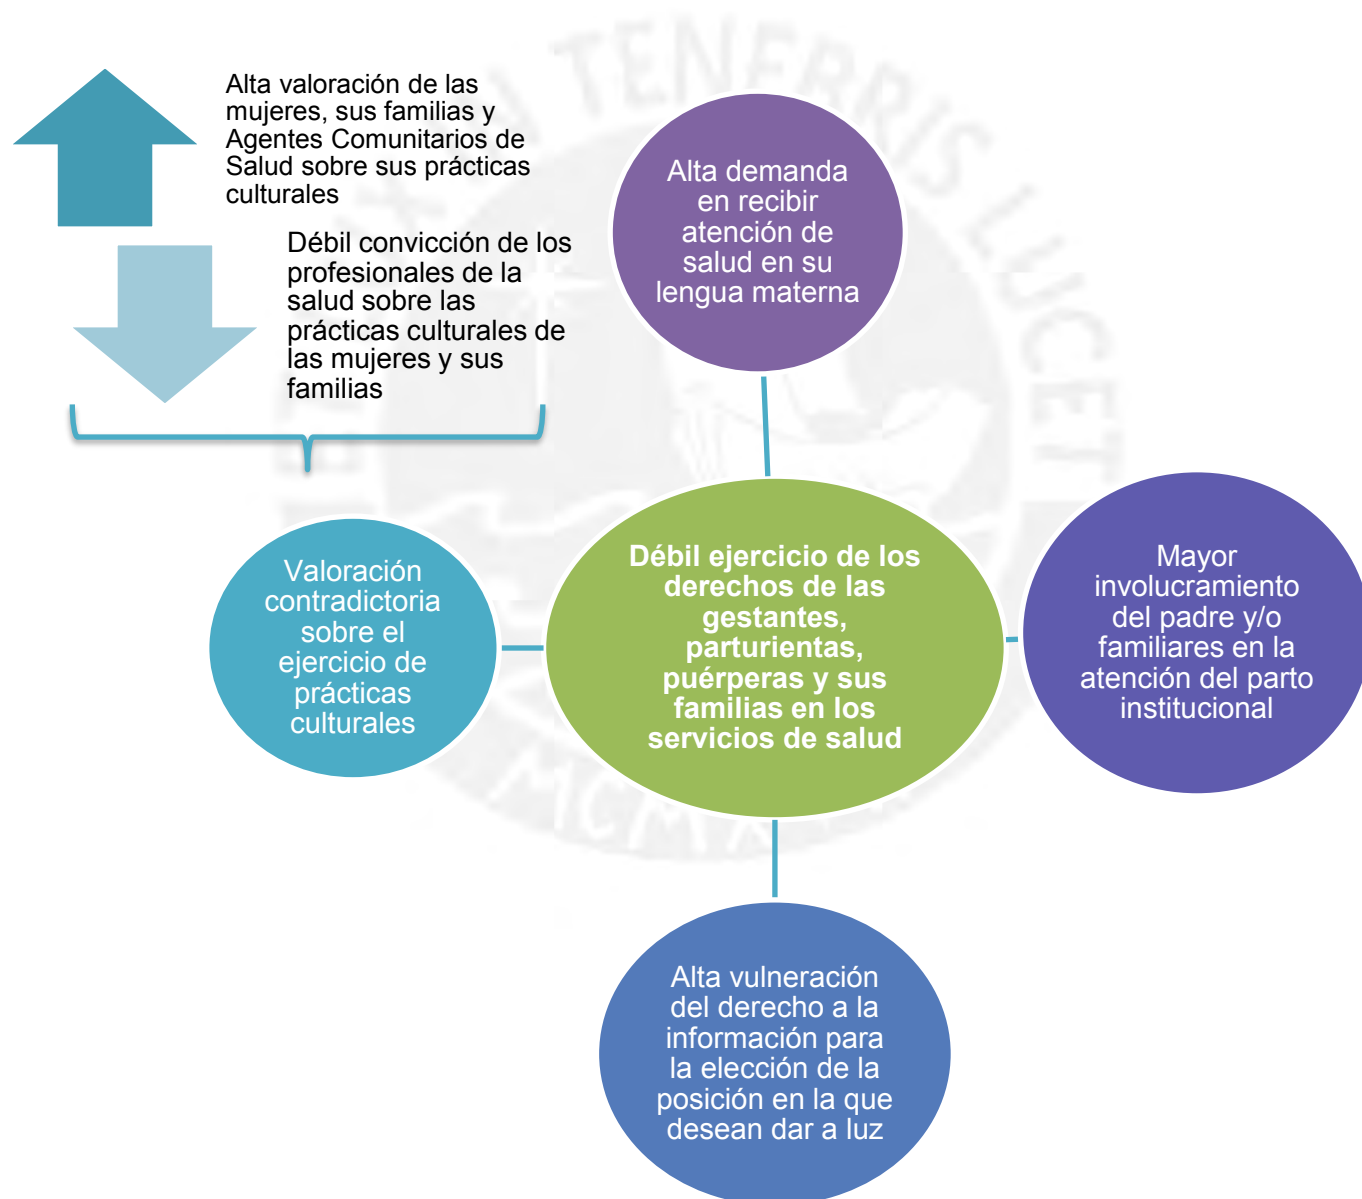 Alta valoración de las
mujeres, sus familias y
Agentes Comunitarios de
Salud sobre sus prácticas
culturales
Débil convicción de los
profesionales de la
salud sobre las
prácticas culturales de
las mujeres y sus
familias
Alta demanda
en recibir
atención de
salud en su
lengua materna
Valoración
contradictoria
sobre el
ejercicio de
prácticas
culturales
Débil ejercicio de los
derechos de las
gestantes,
parturientas,
puérperas y sus
familias en los
servicios de salud
Mayor
involucramiento
del padre y/o
familiares en la
atención del parto
institucional
Alta vulneración
del derecho a la
información para
la elección de la
posición en la que
desean dar a luz
TENEBRIS LUCET